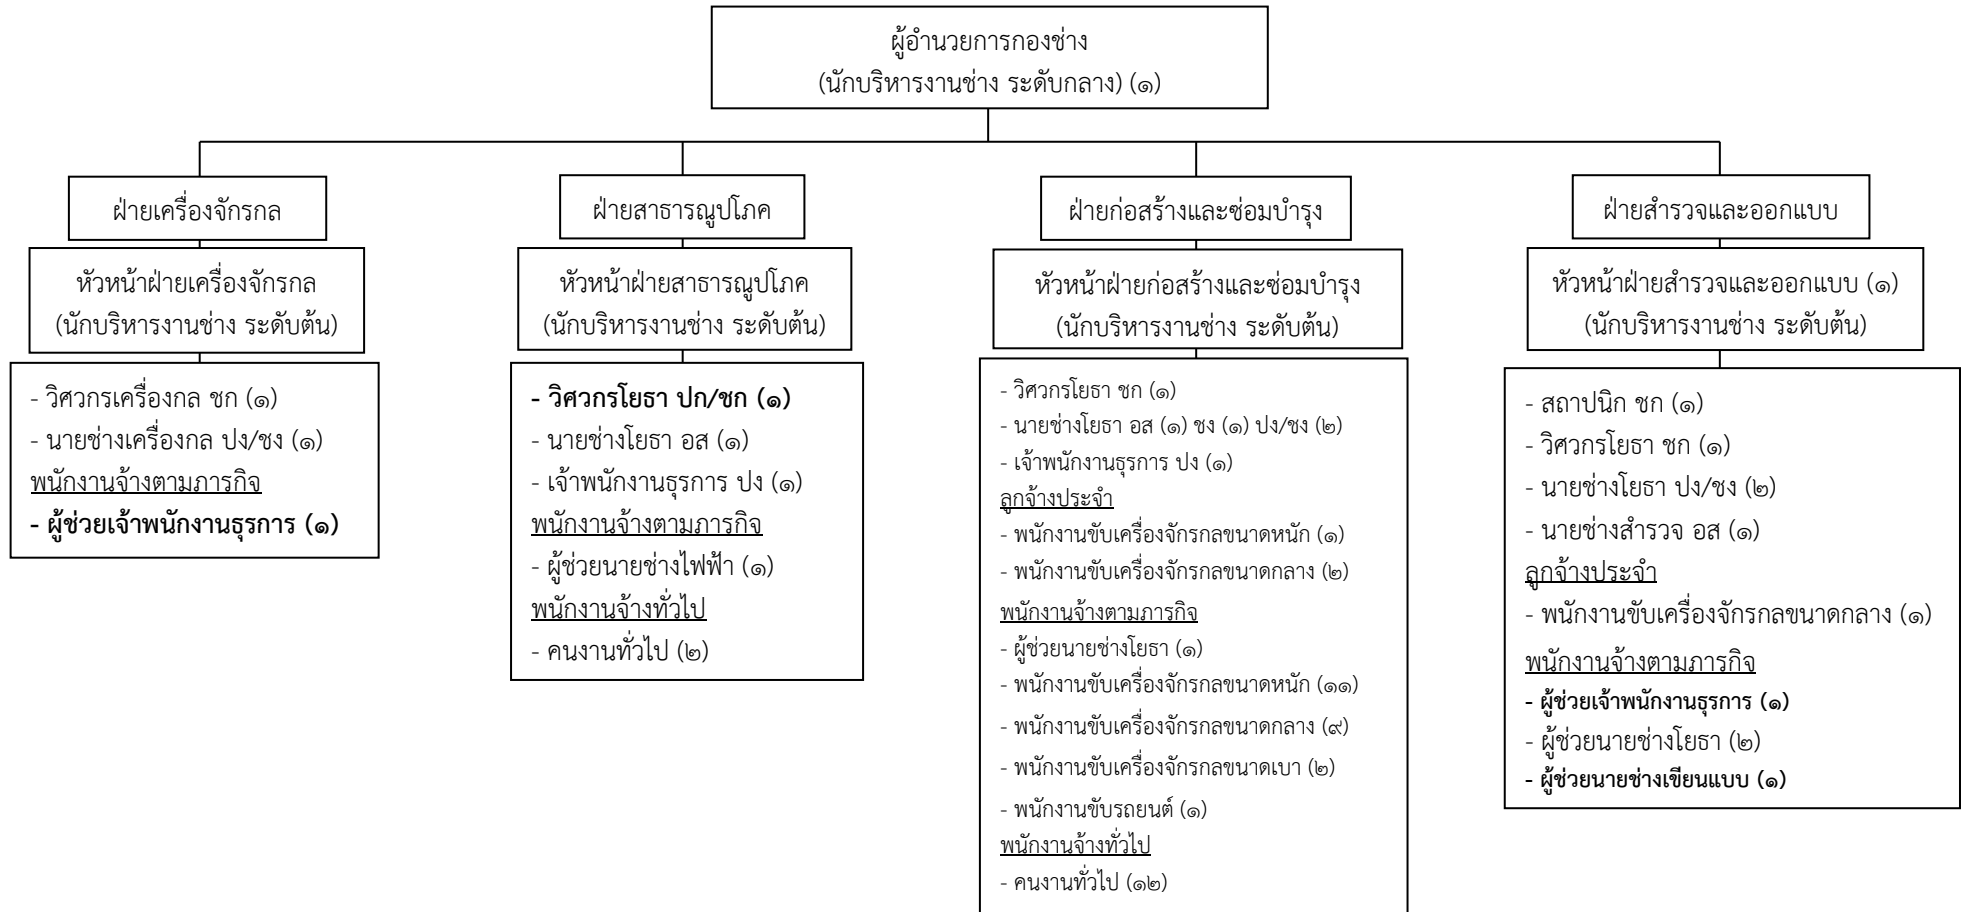 ผู้อำนวยการกองช่าง
(นักบริหารงานช่าง ระดับกลาง) (๑)
ฝ่ายเครื่องจักรกล
หัวหน้าฝ่ายเครื่องจักรกล
(นักบริหารงานช่าง ระดับต้น)
- วิศวกรเครื่องกล ชก (๑)
- นายช่างเครื่องกล ปง/ชง (๑)
พนักงานจ้างตามภารกิจ
- ผู้ช่วยเจ้าพนักงานธุรการ (๑)
ฝ่ายสาธารณูปโภค
หัวหน้าฝ่ายสาธารณูปโภค
(นักบริหารงานช่าง ระดับต้น)
- วิศวกรโยธา ปก/ชก (๑)
- นายช่างโยธา อส (๑)
- เจ้าพนักงานธุรการ ปง (๑)
พนักงานจ้างตามภารกิจ
- ผู้ช่วยนายช่างไฟฟ้า (๑)
พนักงานจ้างทั่วไป
- คนงานทั่วไป (๒)
ฝ่ายก่อสร้างและซ่อมบำรุง
หัวหน้าฝ่ายก่อสร้างและซ่อมบำรุง
(นักบริหารงานช่าง ระดับต้น)
- วิศวกรโยธา ชก (๑)
- นายช่างโยธา อส (๑) ชง (๑) ปง/ชง (๒)
- เจ้าพนักงานธุรการ ปง (๑)
ลูกจ้างประจำ
- พนักงานขับเครื่องจักรกลขนาดหนัก (๑)
- พนักงานขับเครื่องจักรกลขนาดกลาง (๒)
พนักงานจ้างตามภารกิจ
- ผู้ช่วยนายช่างโยธา (๑)
- พนักงานขับเครื่องจักรกลขนาดหนัก (๑๑)
- พนักงานขับเครื่องจักรกลขนาดกลาง (๙)
- พนักงานขับเครื่องจักรกลขนาดเบา (๒)
- พนักงานขับรถยนต์ (๑)
พนักงานจ้างทั่วไป
- คนงานทั่วไป (๑๒)
ฝ่ายสำรวจและออกแบบ
หัวหน้าฝ่ายสำรวจและออกแบบ (๑)
(นักบริหารงานช่าง ระดับต้น)
- สถาปนิก ชก (๑)
- วิศวกรโยธา ชก (๑)
- นายช่างโยธา ปง/ชง (๒)
- นายช่างสำรวจ อส (๑)
ลูกจ้างประจำ
- พนักงานขับเครื่องจักรกลขนาดกลาง (๑)
พนักงานจ้างตามภารกิจ
- ผู้ช่วยเจ้าพนักงานธุรการ (๑)
- ผู้ช่วยนายช่างโยธา (๒)
- ผู้ช่วยนายช่างเขียนแบบ (๑)